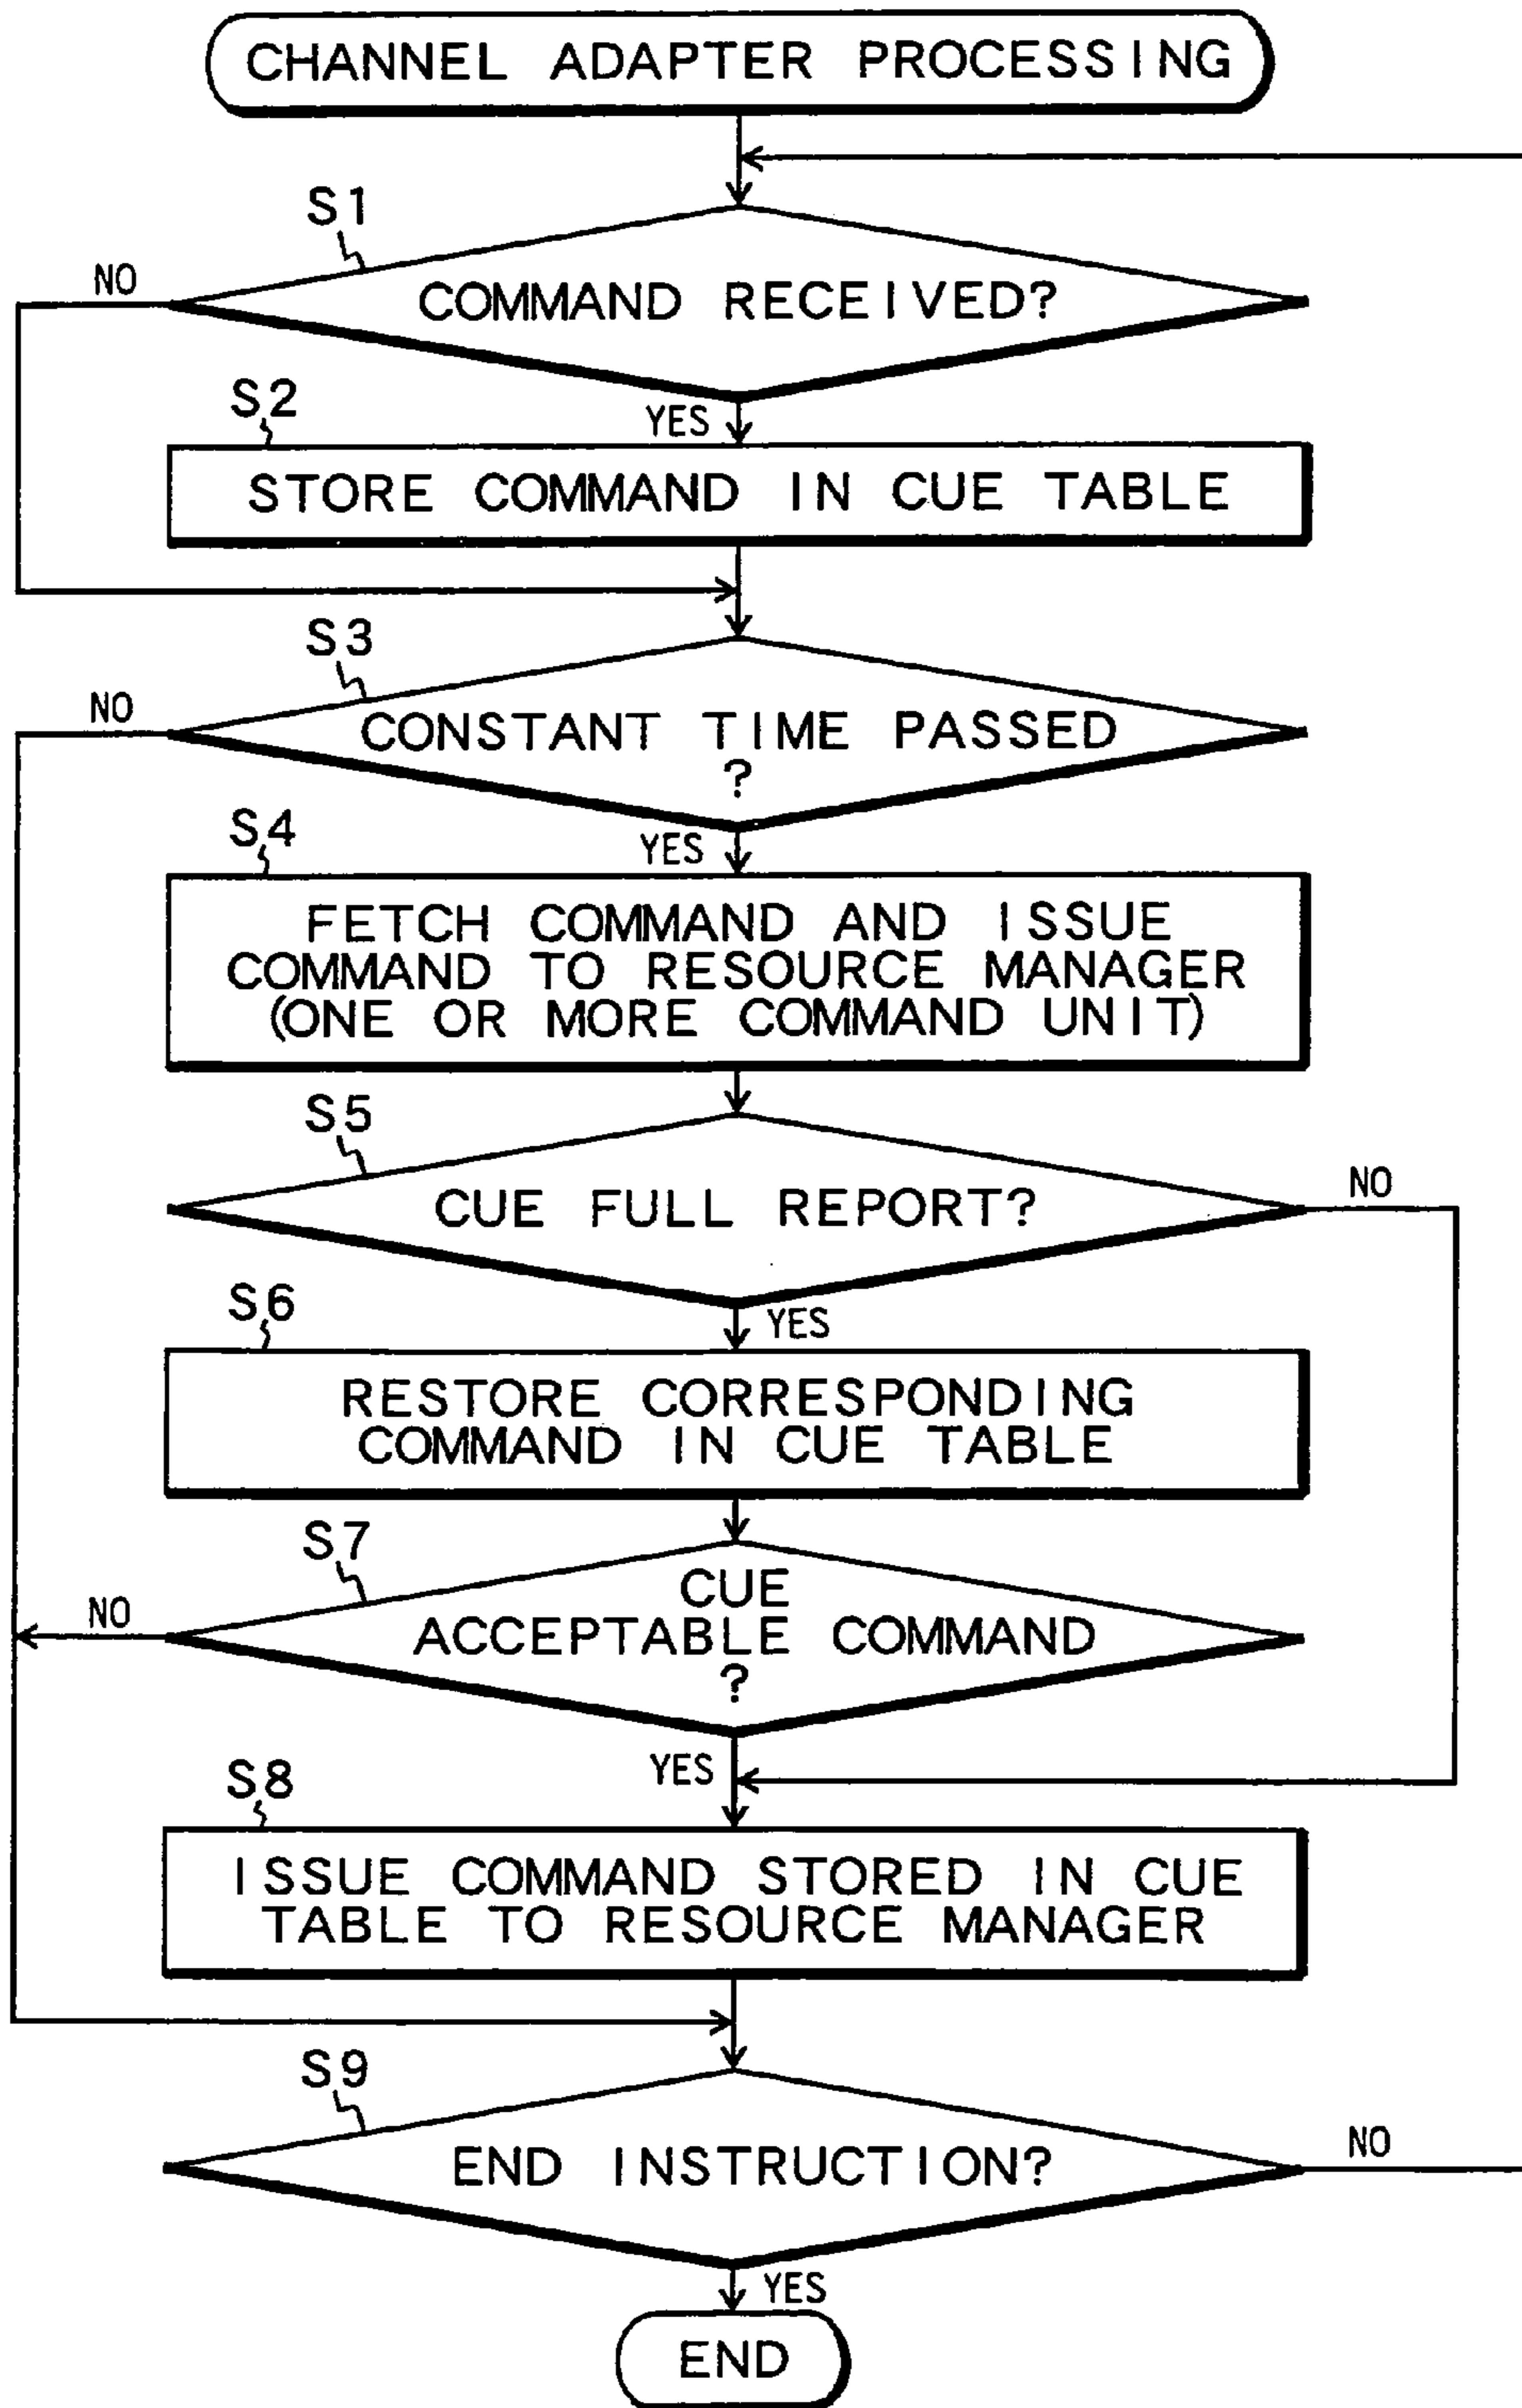 CHANNEL ADAPTER PROCESSING
S1
NO
COMMAND RECEIVED?
S2
YES
STORE COMMAND IN CUE TABLE
S3
NO
CONSTANT TIME PASSED
?
S4
YES
FETCH COMMAND AND ISSUE
COMMAND TO RESOURCE MANAGER
(ONE OR MORE COMMAND UNIT)
S5
NO
CUE FULL REPORT?
S6
YES
RESTORE CORRESPONDING
COMMAND IN CUE TABLE
S7
CUE
NO
ACCEPTABLE COMMAND
?
YES
S8
ISSUE COMMAND STORED IN CUE
TABLE TO RESOURCE MANAGER
S9
NO
END INSTRUCTION?
YES
END